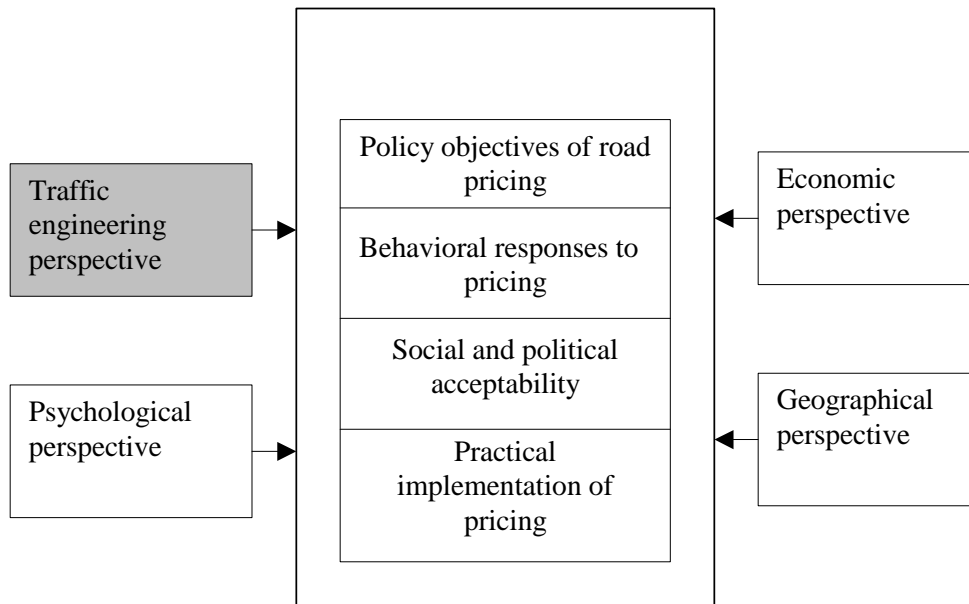 Traffic
engineering
perspective
Psychological
perspective
Policy objectives of road
pricing
Behavioral responses to
pricing
Social and political
acceptability
Practical
implementation of
pricing
Economic
perspective
Geographical
perspective